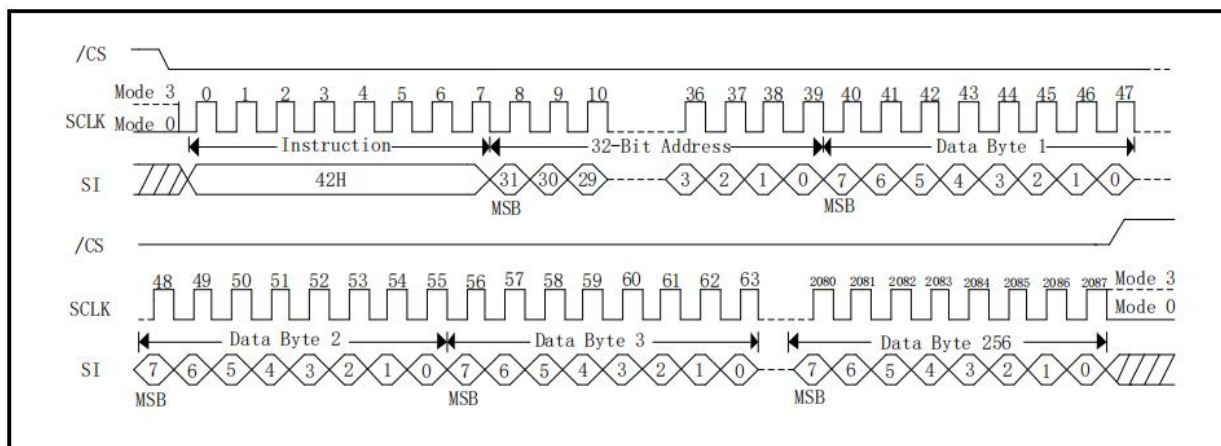 /CS
Mode 3
0 1 2 3 4 5 6 7 8 9 10 36 37 38 39 40 41 42 43 44 45 46 47
SCLK
Mode 0
Instruction 32-Bit Address Data Byte 1
SI 42H 31 30 29 3 2 1 0 7 6 5 4 3 2 1 0
MSB MSB
/CS
48 49 50 51 52 53 54 55 56 57 58 59 60 61 62 63 2080 2081 2082 2083 2084 2085 2086 2087 Mode 3
SCLK Mode 0
Data Byte 2 Data Byte 3 Data Byte 256
SI 7 6 5 4 3 2 1 0 7 6 5 4 3 2 1 0 7 6 5 4 3 2 1 0
MSB MSB MSB